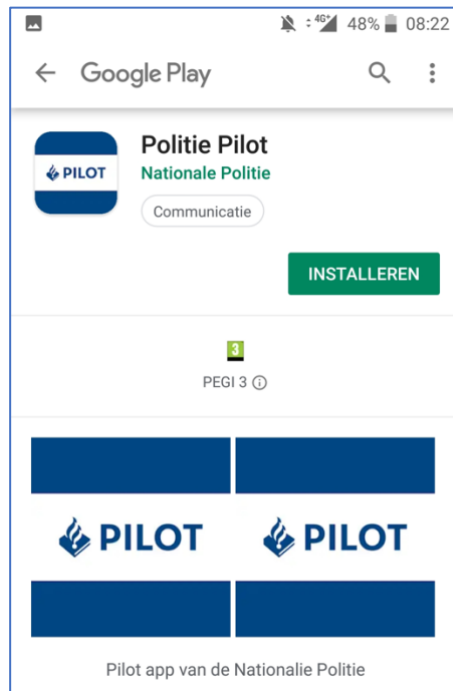 4G+ 48% 08:22
Google Play
Politie Pilot
PILOT
Nationale Politie
Communicatie
INSTALLEREN
3
PEGI 3
PILOT PILOT
Pilot app van de Nationalie Politie